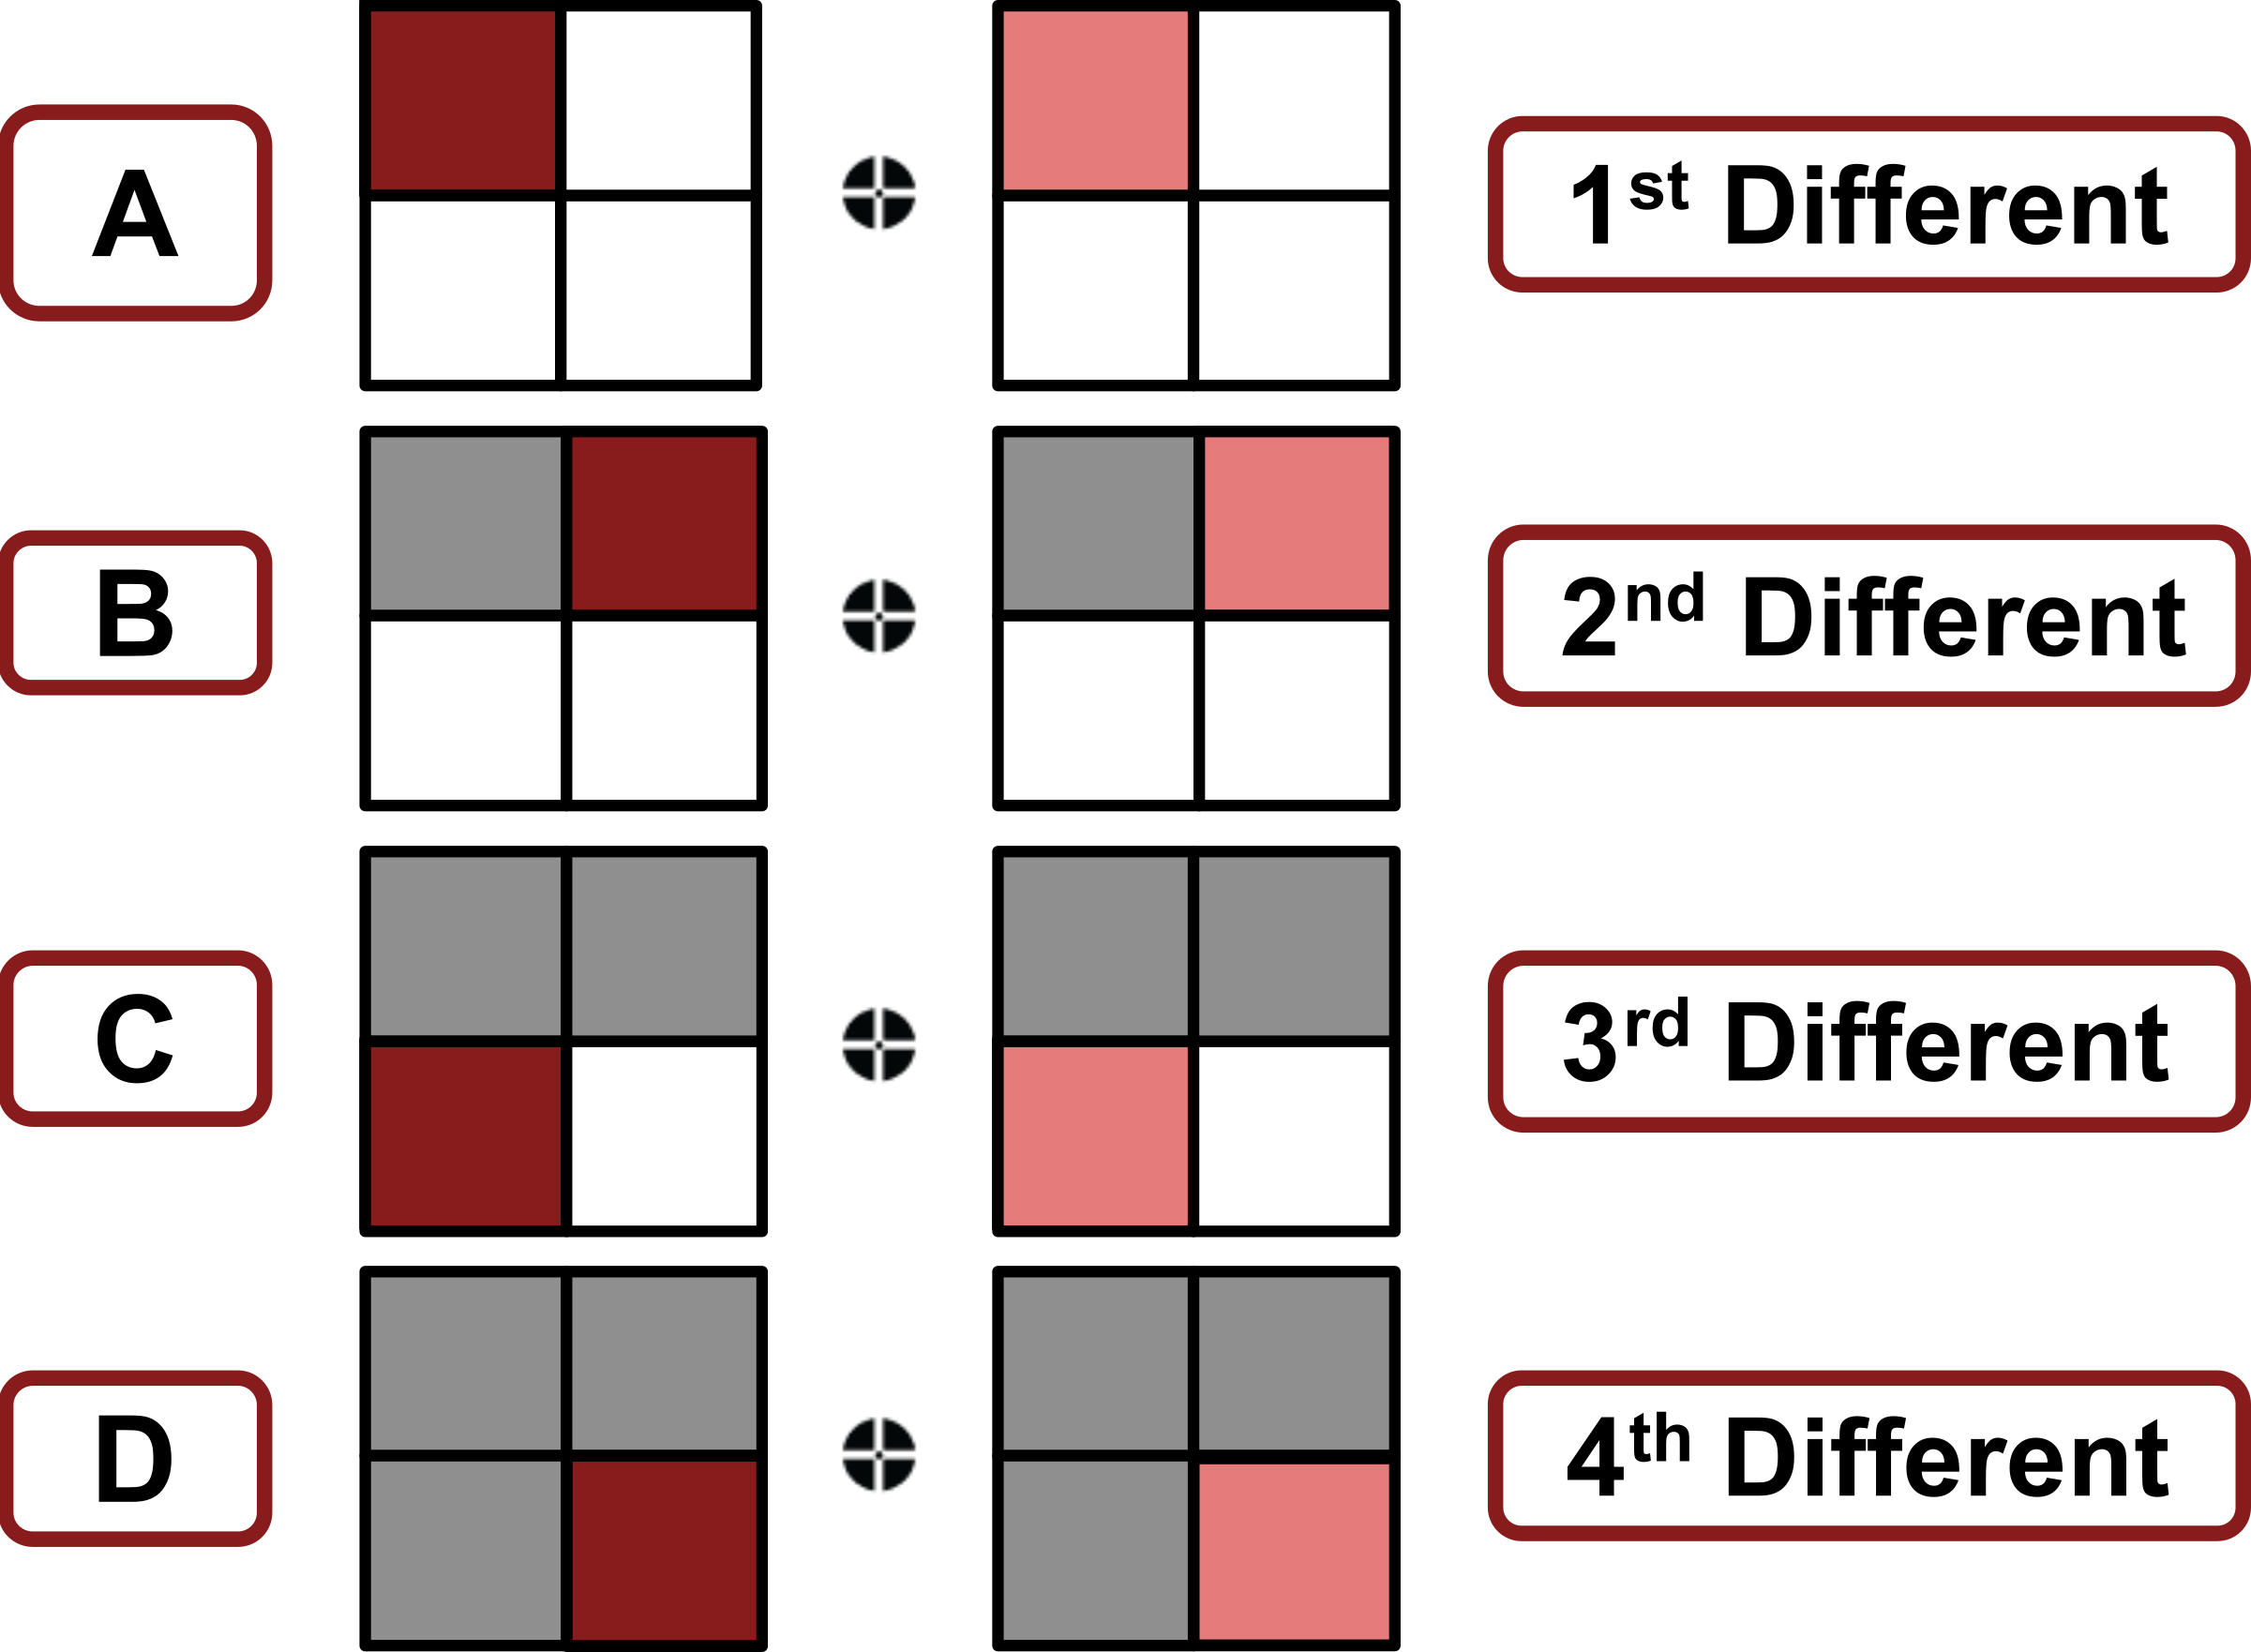 A
1st Different
B
2nd Different
C
3rd Different
D
4th Different